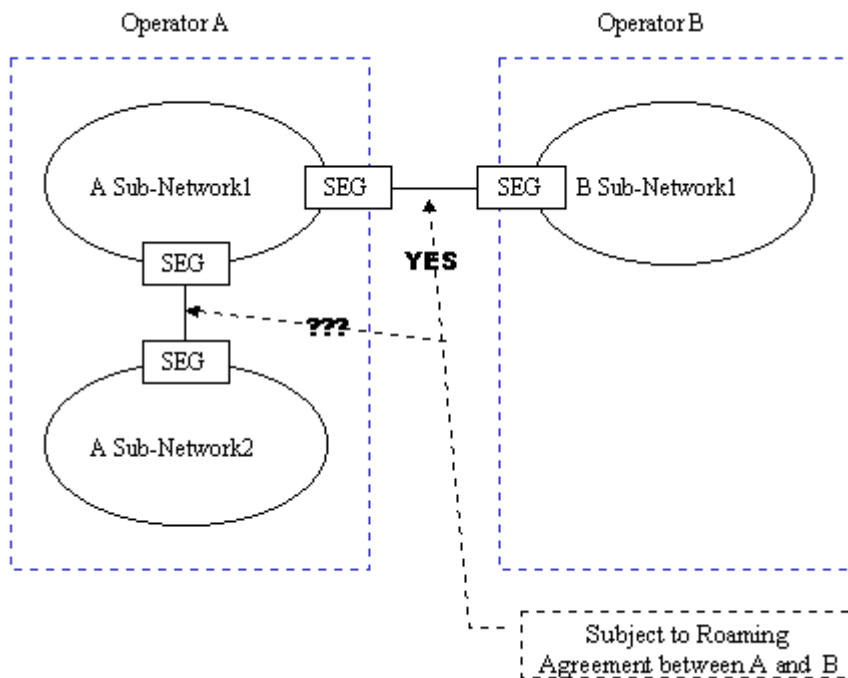 Operator A
Operator B
A Sub-Network1
SEG
SEG
B Sub-Network1
SEG
YES
???
SEG
A Sub-Network2
Subject to Roaming
Agreement between A and B